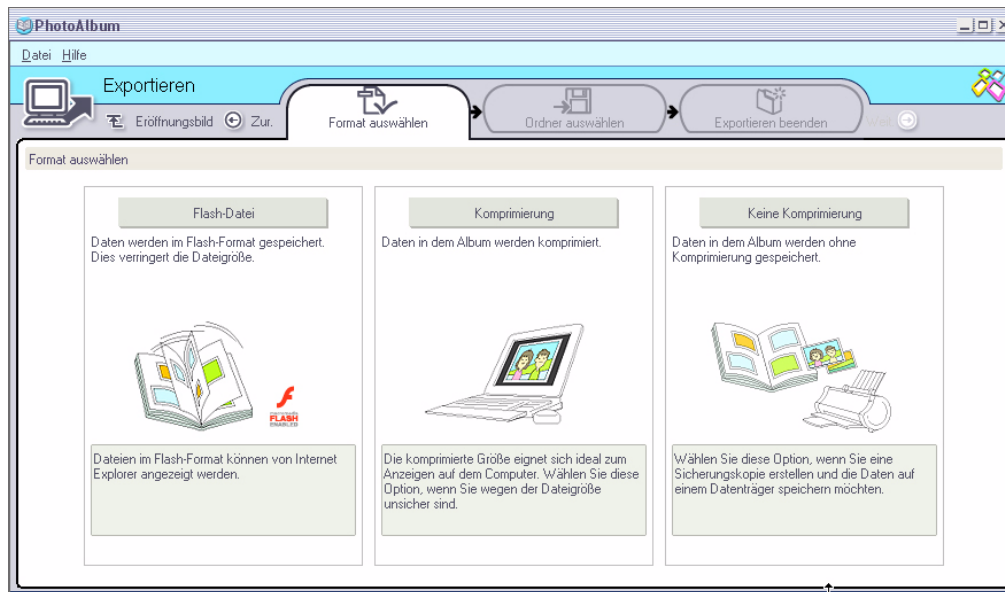 PhotoAlbum
Datei Hilfe
Exportieren
Eröffnungsbild Zur.
Format auswählen
Ordner auswählen
Exportieren beenden
Weit
Format auswählen
Flash-Datei
Daten werden im Flash-Format gespeichert.
Dies verringert die Dateigröße.
FLASH
ENABLED
Dateien im Flash-Format können von Internet
Explorer angezeigt werden.
Komprimierung
Daten in dem Album werden komprimiert.
Die komprimierte Größe eignet sich ideal zum
Anzeigen auf dem Computer. Wählen Sie diese
Option, wenn Sie wegen der Dateigröße
unsicher sind.
Keine Komprimierung
Daten in dem Album werden ohne
Komprimierung gespeichert.
Wählen Sie diese Option, wenn Sie eine
Sicherungskopie erstellen und die Daten auf
einem Datenträger speichern möchten.